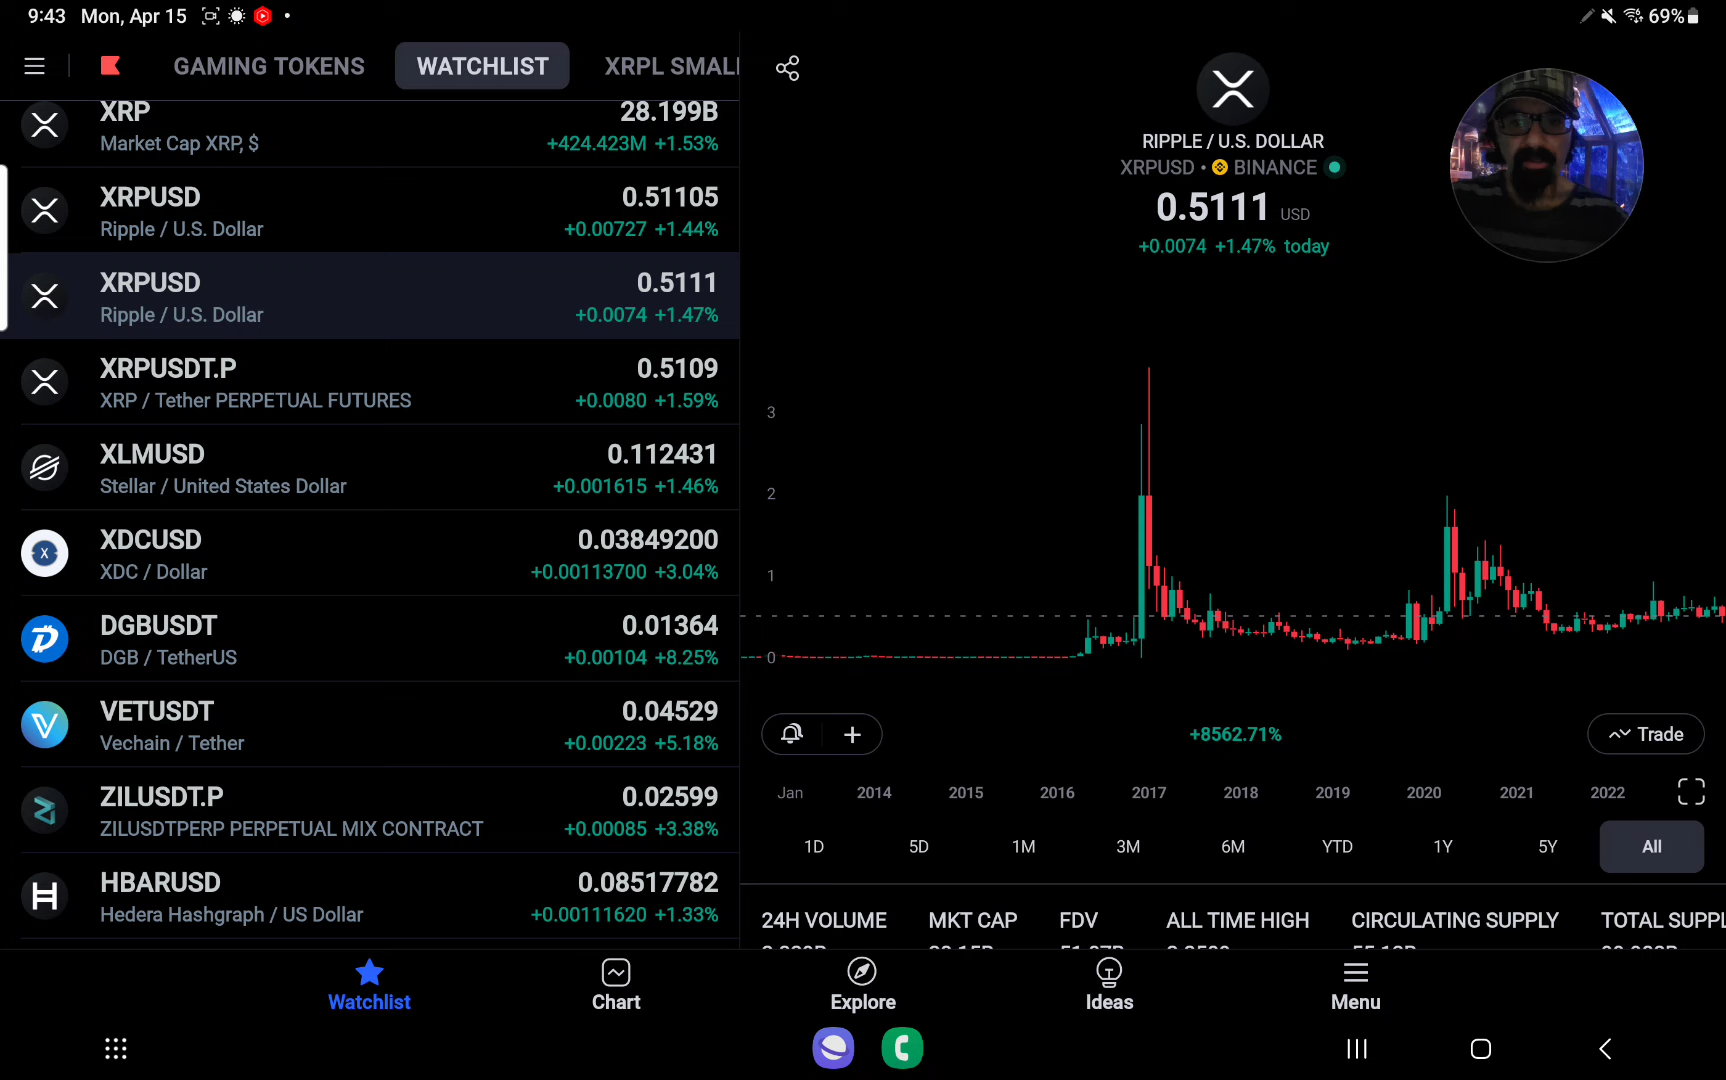 9:43 Mon, Apr 15
69%
GAMING TOKENS
WATCHLIST
XRPL SMAL
XRP 28.199B
Market Cap XRP, $ +424.423M +1.53%
XRPUSD 0.51105
Ripple / U.S. Dollar +0.00727 +1.44%
XRPUSD 0.5111
Ripple / U.S. Dollar +0.0074 +1.47%
XRPUSDT.P 0.5109
XRP / Tether PERPETUAL FUTURES +0.0080 +1.59%
XLMUSD 0.112431
Stellar / United States Dollar +0.001615 +1.46%
XDCUSD 0.03849200
XDC / Dollar +0.00113700 +3.04%
DGBUSDT 0.01364
DGB / TetherUS +0.00104 +8.25%
VETUSDT 0.04529
Vechain / Tether +0.00223 +5.18%
ZILUSDT.P 0.02599
ZILUSDTPERP PERPETUAL MIX CONTRACT +0.00085 +3.38%
HBARUSD 0.08517782
Hedera Hashgraph / US Dollar +0.00111620 +1.33%
RIPPLE / U.S. DOLLAR
XRPUSD • BINANCE
0.5111 USD
+0.0074 +1.47% today
3
2
1
0
+8562.71%
Trade
Jan 2014 2015 2016 2017 2018 2019 2020 2021 2022
1D 5D 1M 3M 6M YTD 1Y 5Y All
24H VOLUME MKT CAP FDV ALL TIME HIGH CIRCULATING SUPPLY TOTAL SUPPL
Watchlist Chart Explore Ideas Menu